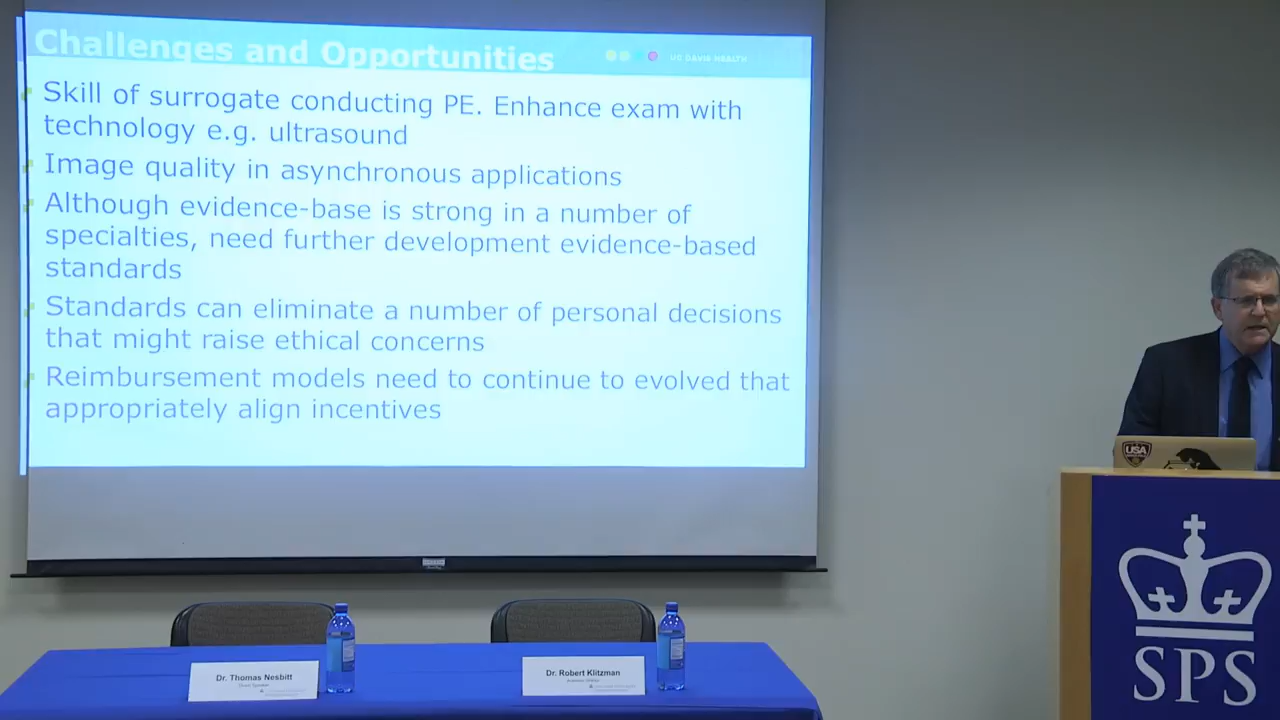 Challenges and Opportunities
UC DAVIS HEALTH
Skill of surrogate conducting PE. Enhance exam with
technology e.g. ultrasound
Image quality in asynchronous applications
Although evidence-base is strong in a number of
specialties, need further development evidence-based
standards
Standards can eliminate a number of personal decisions
that might raise ethical concerns
Reimbursement models need to continue to evolved that
appropriately align incentives
USA
SPS
Dr. Thomas Nesbitt
Dr. Robert Klitzman